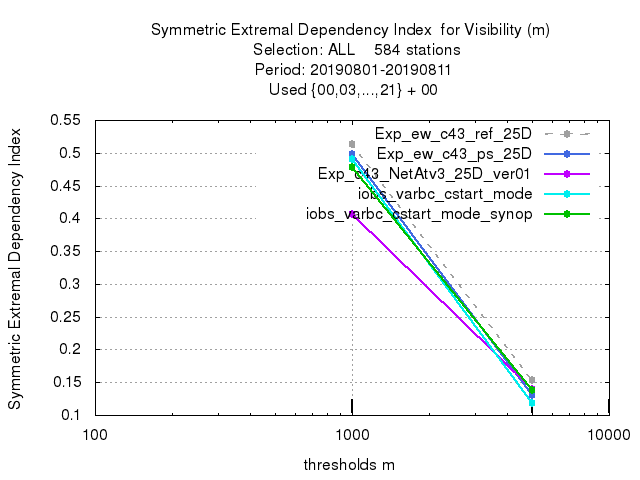 Symmetric Extremal Dependency Index  for Visibility (m)
Selection: ALL    584 stations
Period: 20190801-20190811
Used {00,03,...,21} + 00
Symmetric Extremal Dependency Index
0.55
0.5
0.45
0.4
0.35
0.3
0.25
0.2
0.15
0.1
Exp_ew_c43_ref_25D
Exp_ew_c43_ps_25D
Exp_c43_NetAtv3_25D_ver01
iobs_varbc_cstart_mode
iobs_varbc_cstart_mode_synop
100
1000
10000
thresholds m